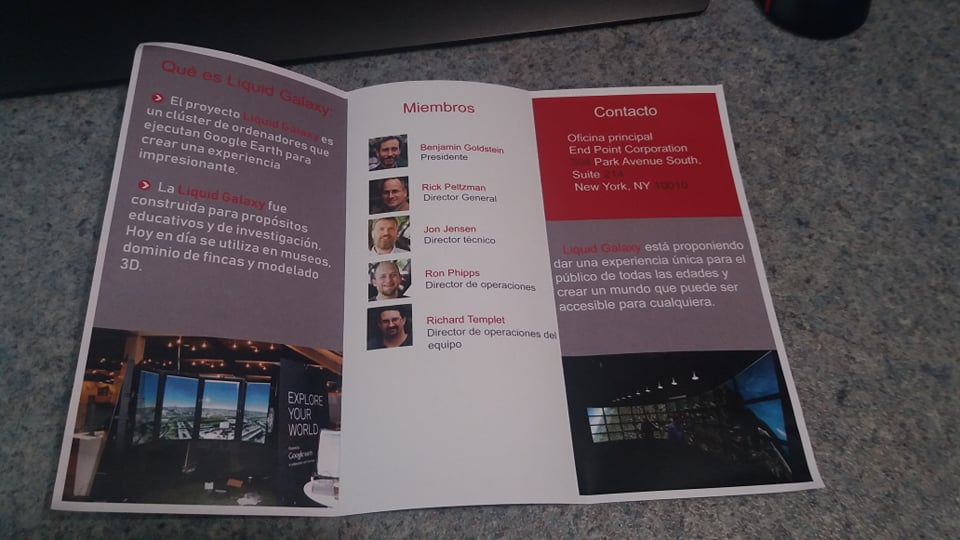 Qué es Liquid Galaxy:
El proyecto Liquid Galaxy es
un clúster de ordenadores que
ejecutan Google Earth para
crear una experiencia
impresionante.
La Liquid Galaxy fue
construida para propósitos
educativos y de investigación.
Hoy en día se utiliza en museos,
dominio de fincas y modelado
3D.
EXPLORE
YOUR
WORLD
Google earth
Miembros
Benjamin Goldstein
Presidente
Rick Peltzman
Director General
Jon Jensen
Director técnico
Ron Phipps
Director de operaciones
Richard Templet
Director de operaciones del
equipo
Contacto
Oficina principal
End Point Corporation
Park Avenue South,
Suite 214
New York, NY 10010
Liquid Galaxy está proponiendo
dar una experiencia única para el
público de todas las edades y
crear un mundo que puede ser
accesible para cualquiera.